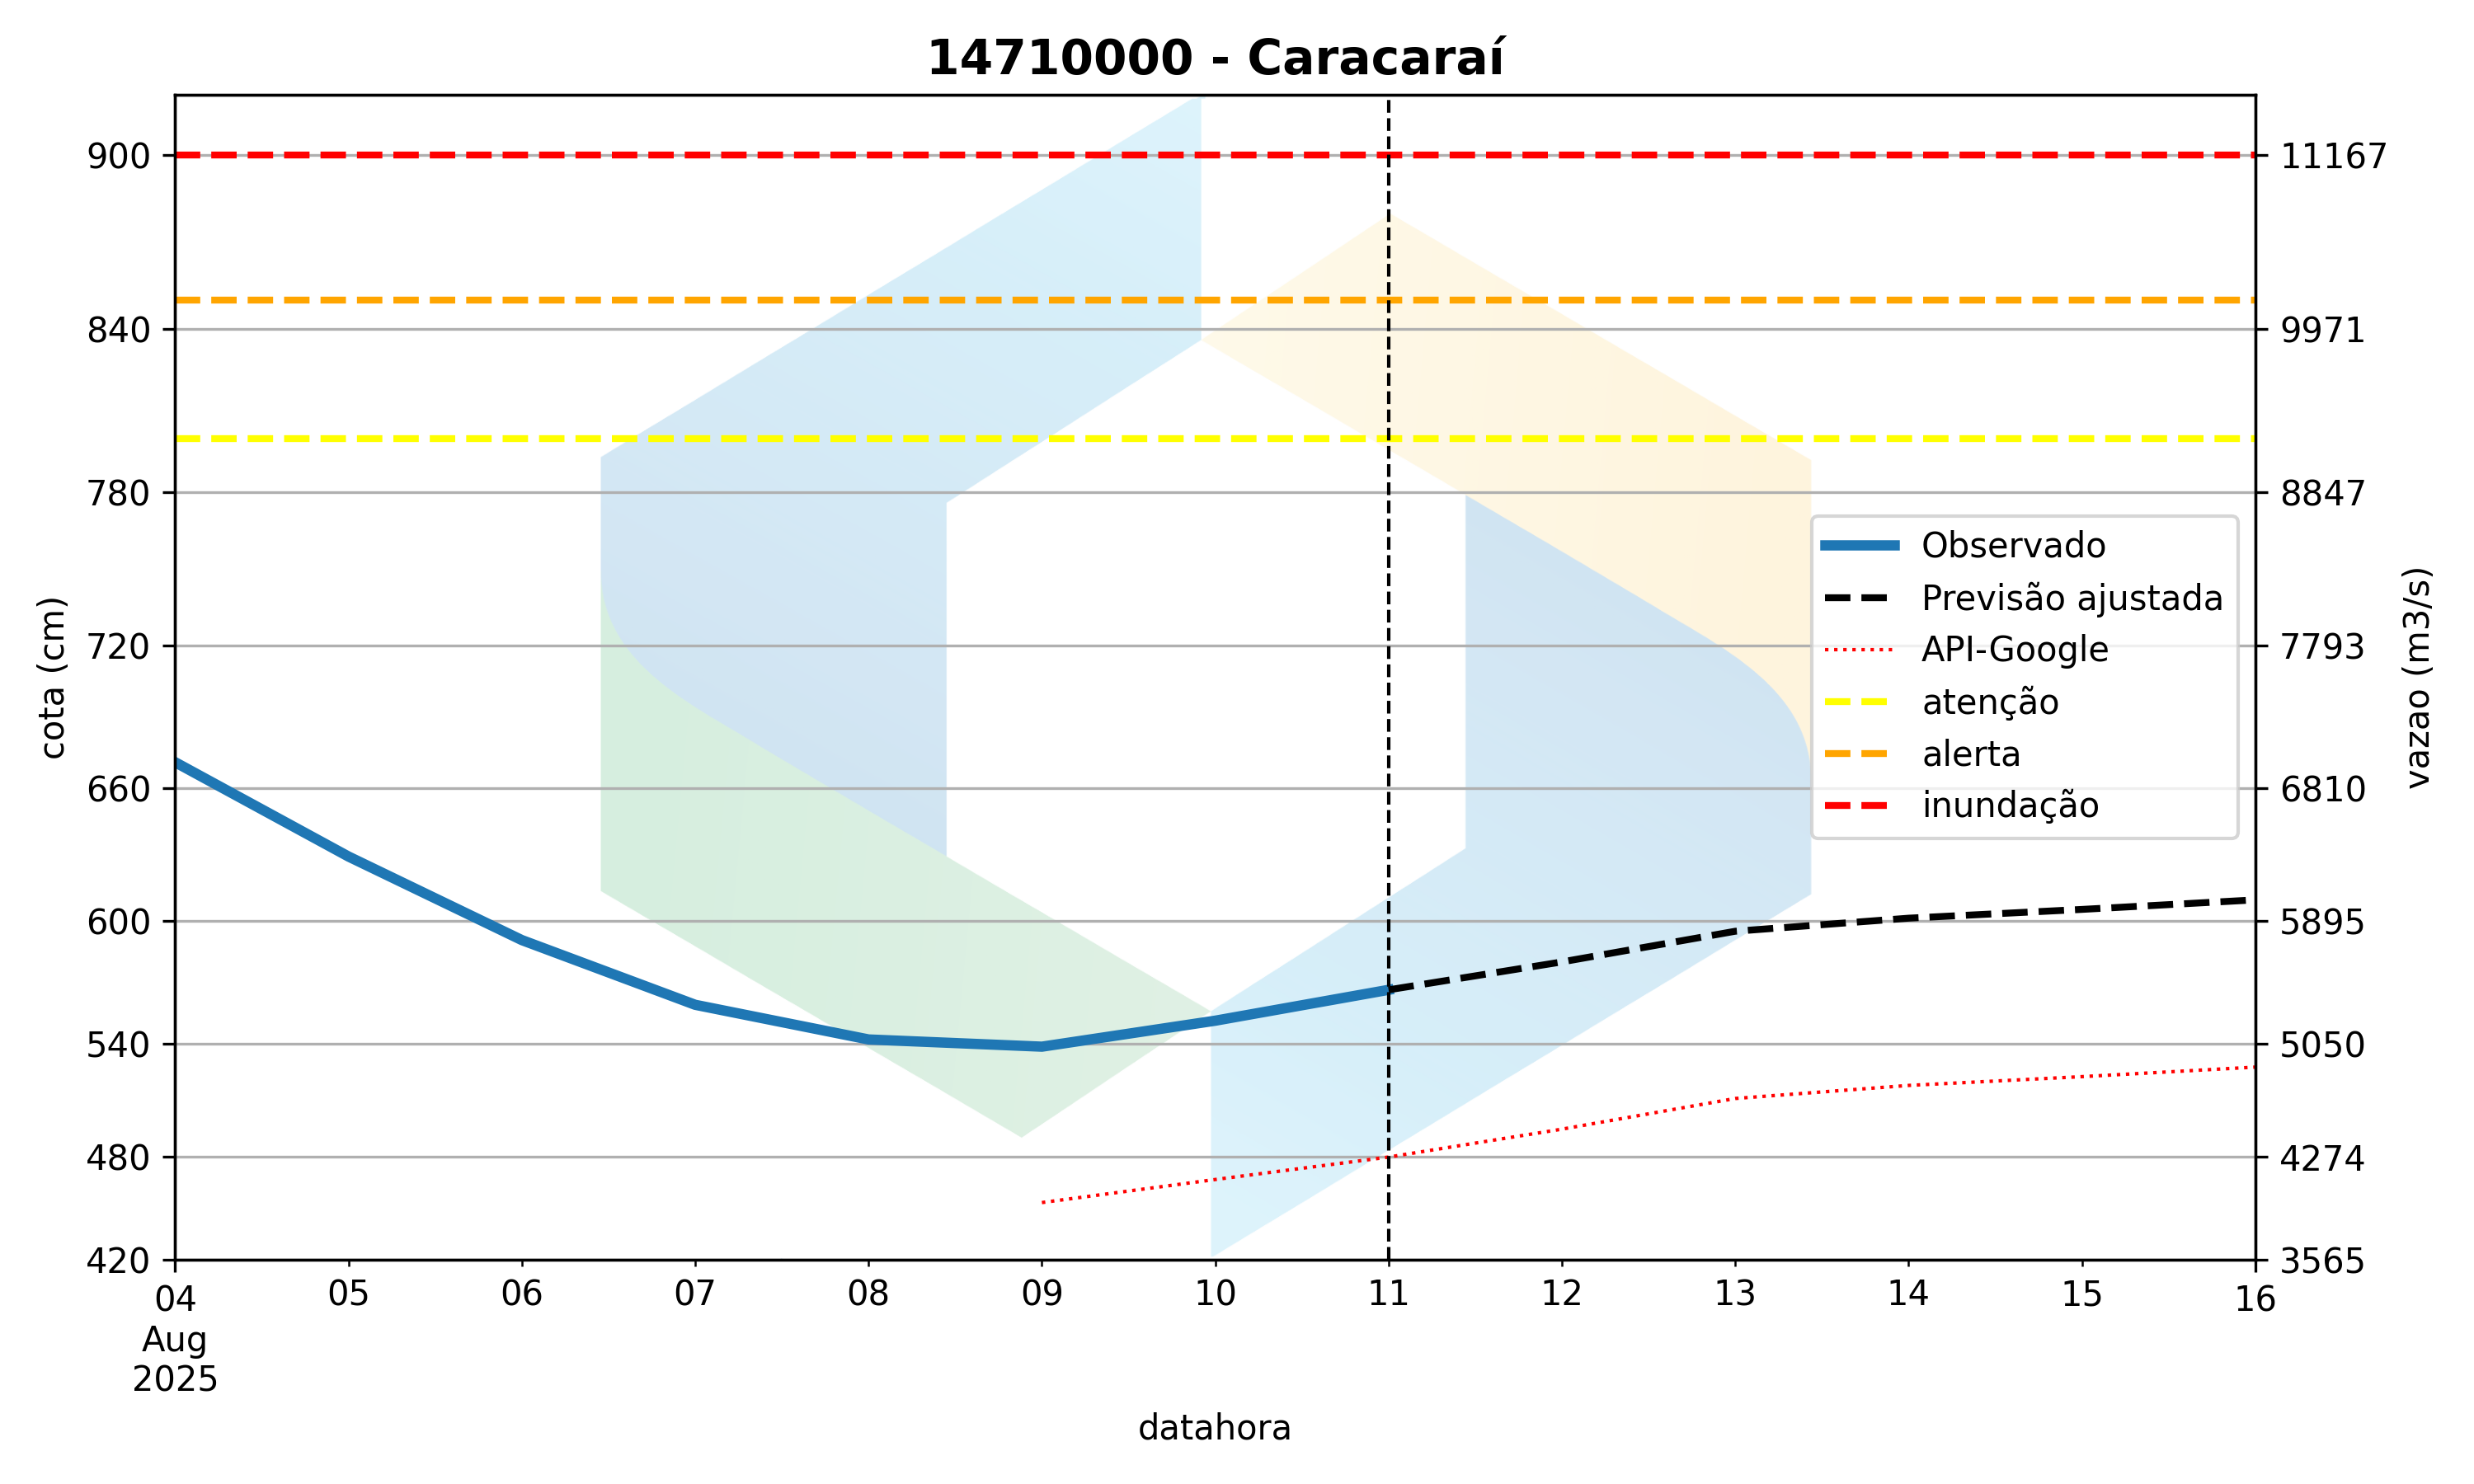 14710000 - Caracaraí
cota (cm)
900
840
780
720
660
600
540
480
420
11167
9971
8847
7793
6810
5895
5050
4274
3565
vazao (m3/s)
Observado
Previsão ajustada
API-Google
atenção
alerta
inundação
04 05 06 07 08 09 10 11 12 13 14 15 16
Aug
2025
datahora